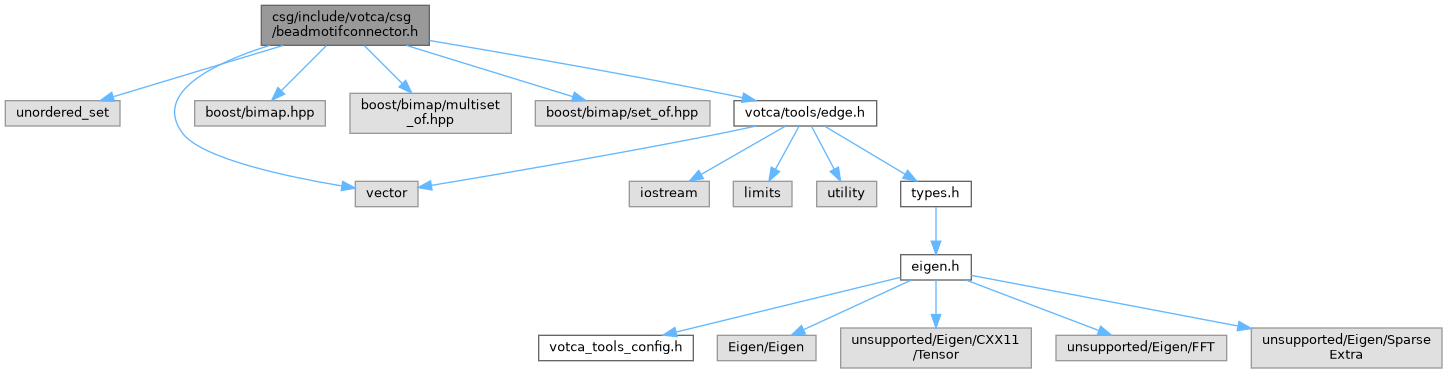 csg/include/votca/csg
/beadmotifconnector.h
unordered_set
boost/bimap.hpp
boost/bimap/multiset
_of.hpp
boost/bimap/set_of.hpp
votca/tools/edge.h
vector
iostream
limits
utility
types.h
eigen.h
votca_tools_config.h
Eigen/Eigen
unsupported/Eigen/CXX11
/Tensor
unsupported/Eigen/FFT
unsupported/Eigen/Sparse
Extra